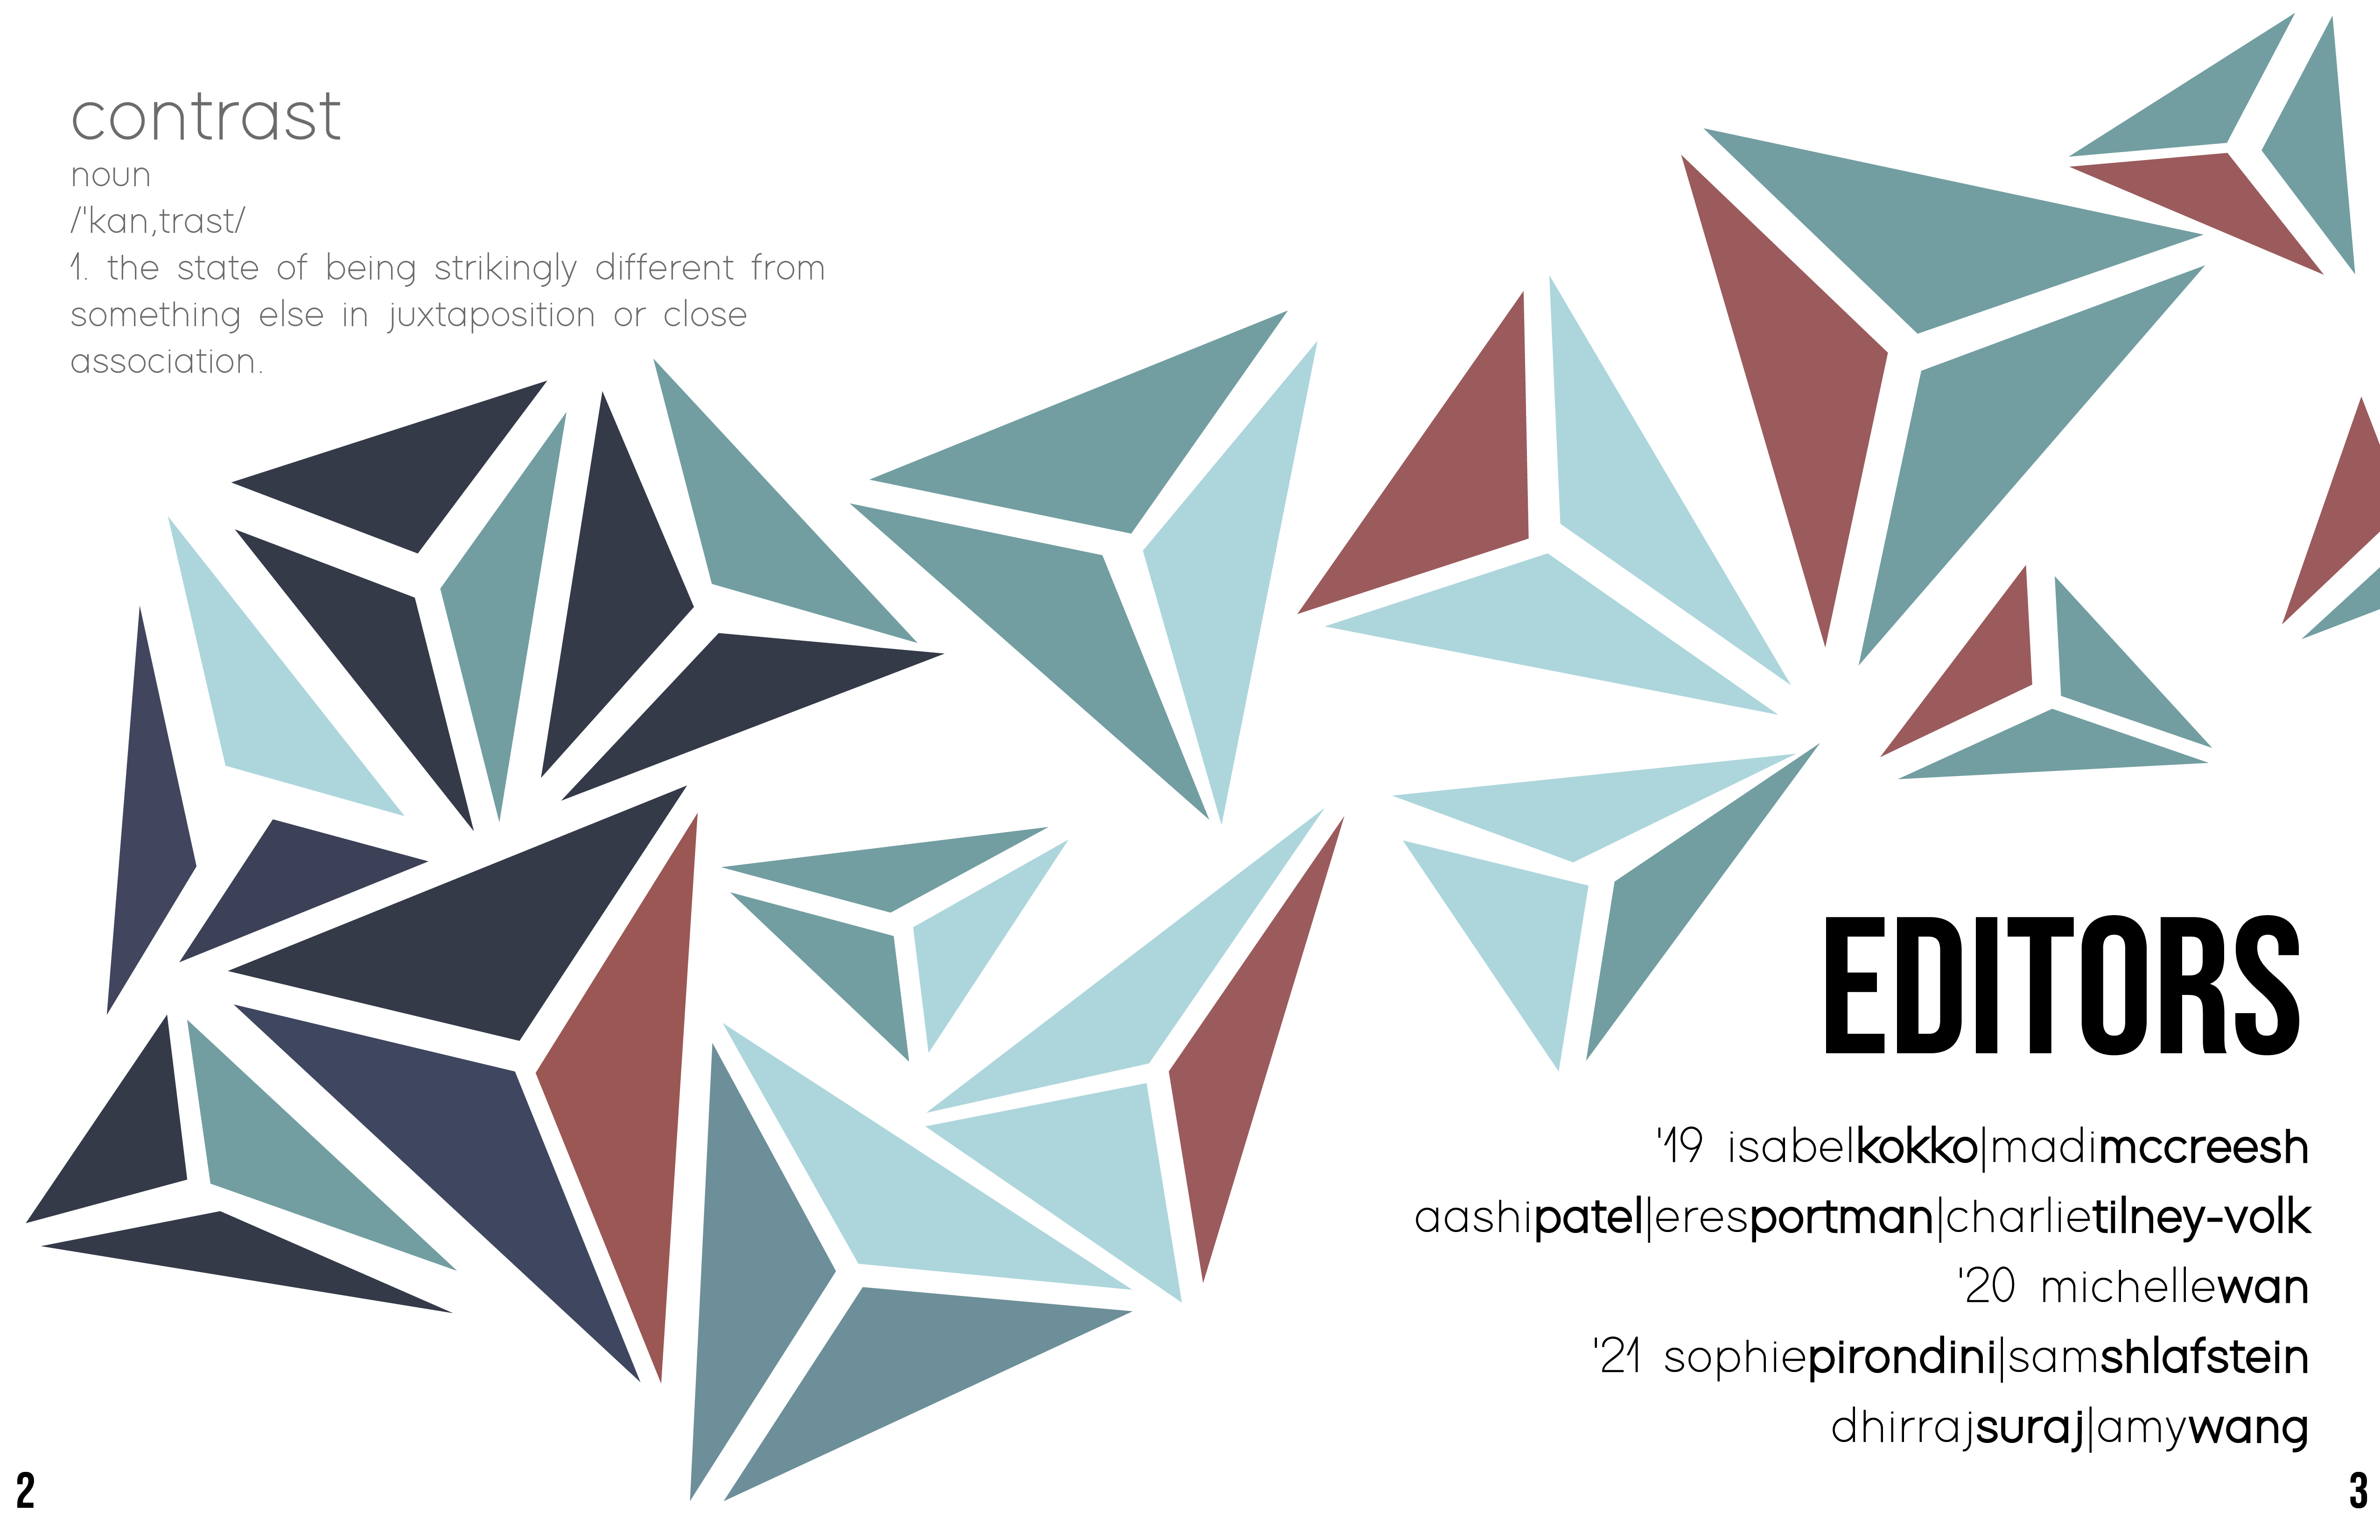 contrast
noun
/'kan,trast/
1. the state of being strikingly different from
something else in juxtaposition or close
association.
EDITORS
'19 isabelkokko|madimccreesh
aashipatel|eresportman|charlietilney-volk
'20 michellewan
'21 sophiepirondini|samshlafstein
dhirrajsuraj|amywang
2
3